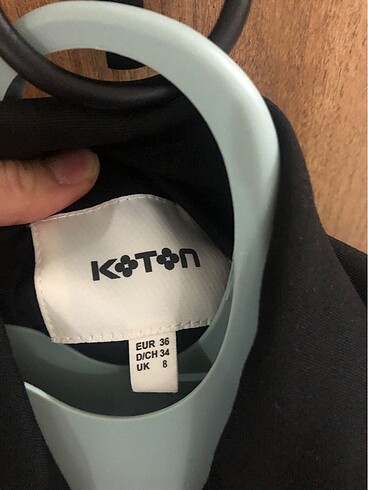 KOTON
EUR 36
D/CH 34
UK 8